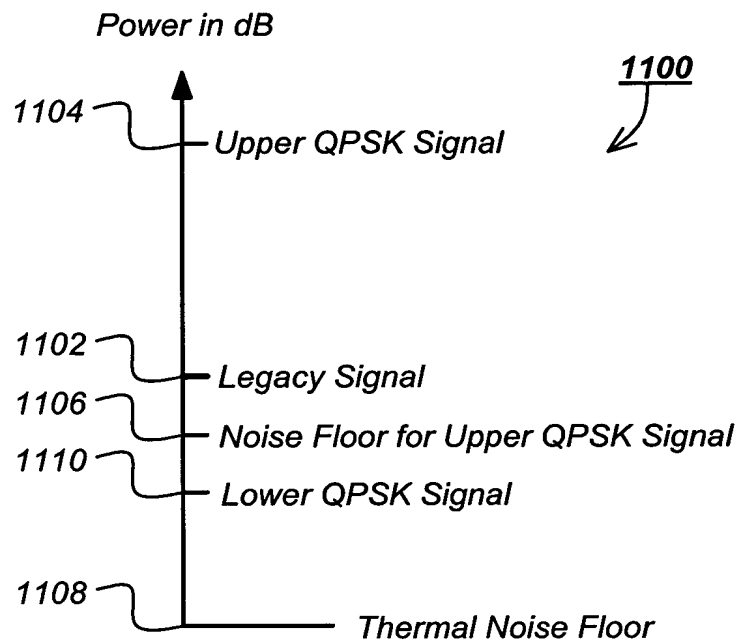 Power in dB
1100
1104
Upper QPSK Signal
1102
Legacy Signal
1106
Noise Floor for Upper QPSK Signal
1110
Lower QPSK Signal
1108
Thermal Noise Floor